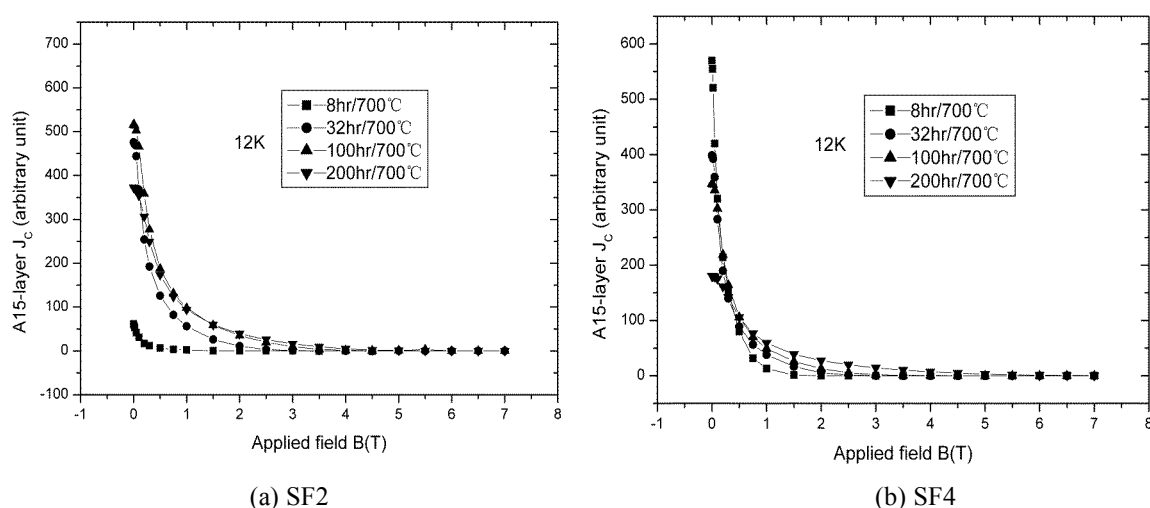 700
600
500
400
300
200
100
0
-100
A15-layer J_C (arbitrary unit)
12K
8hr/700℃
32hr/700℃
100hr/700℃
200hr/700℃
-1 0 1 2 3 4 5 6 7 8
Applied field B(T)
(a) SF2
600
500
400
300
200
100
0
A15-layer J_C (arbitrary unit)
12K
8hr/700℃
32hr/700℃
100hr/700℃
200hr/700℃
-1 0 1 2 3 4 5 6 7 8
Applied field B(T)
(b) SF4